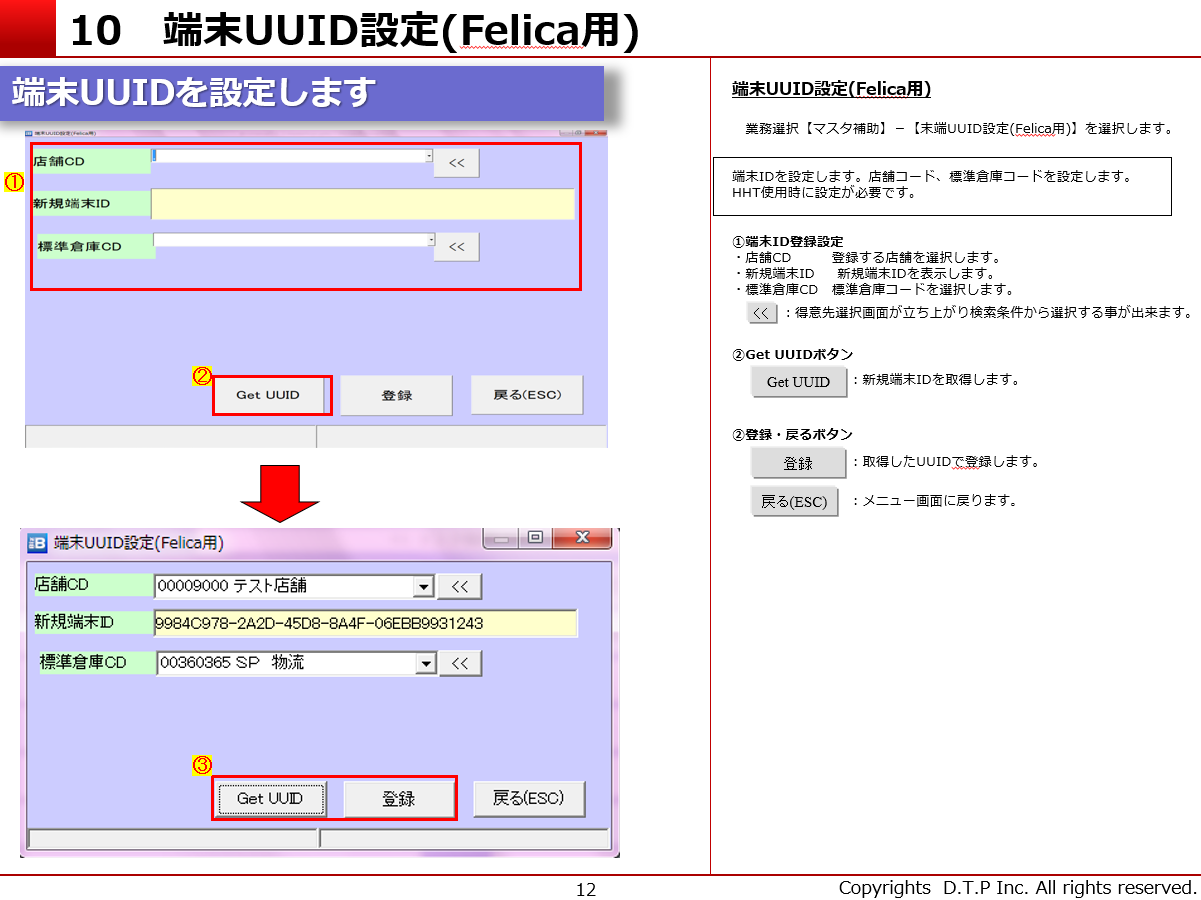 10 端末UUID設定(Felica用)
端末UUIDを設定します
端末UUID設定(Felica用)
店舗CD
<<
①
新規端末ID
標準倉庫CD
<<
②
Get UUID
登録
戻る(ESC)
端末UUID設定(Felica用)
店舗CD
00009000 テスト店舗
<<
新規端末ID
9984C978-2A2D-45D8-8A4F-06EBB9931243
標準倉庫CD
00360365 SP 物流
<<
③
Get UUID
登録
戻る(ESC)
端末UUID設定(Felica用)
業務選択【マスタ補助】-【末端UUID設定(Felica用)】を選択します。
端末IDを設定します。店舗コード、標準倉庫コードを設定します。
HHT使用時に設定が必要です。
①端末ID登録設定
・店舗CD 登録する店舗を選択します。
・新規端末ID 新規端末IDを表示します。
・標準倉庫CD 標準倉庫コードを選択します。
<< :得意先選択画面が立ち上がり検索条件から選択する事が出来ます。
②Get UUIDボタン
Get UUID :新規端末IDを取得します。
②登録・戻るボタン
登録 :取得したUUIDで登録します。
戻る(ESC) :メニュー画面に戻ります。
12
Copyrights D.T.P Inc. All rights reserved.